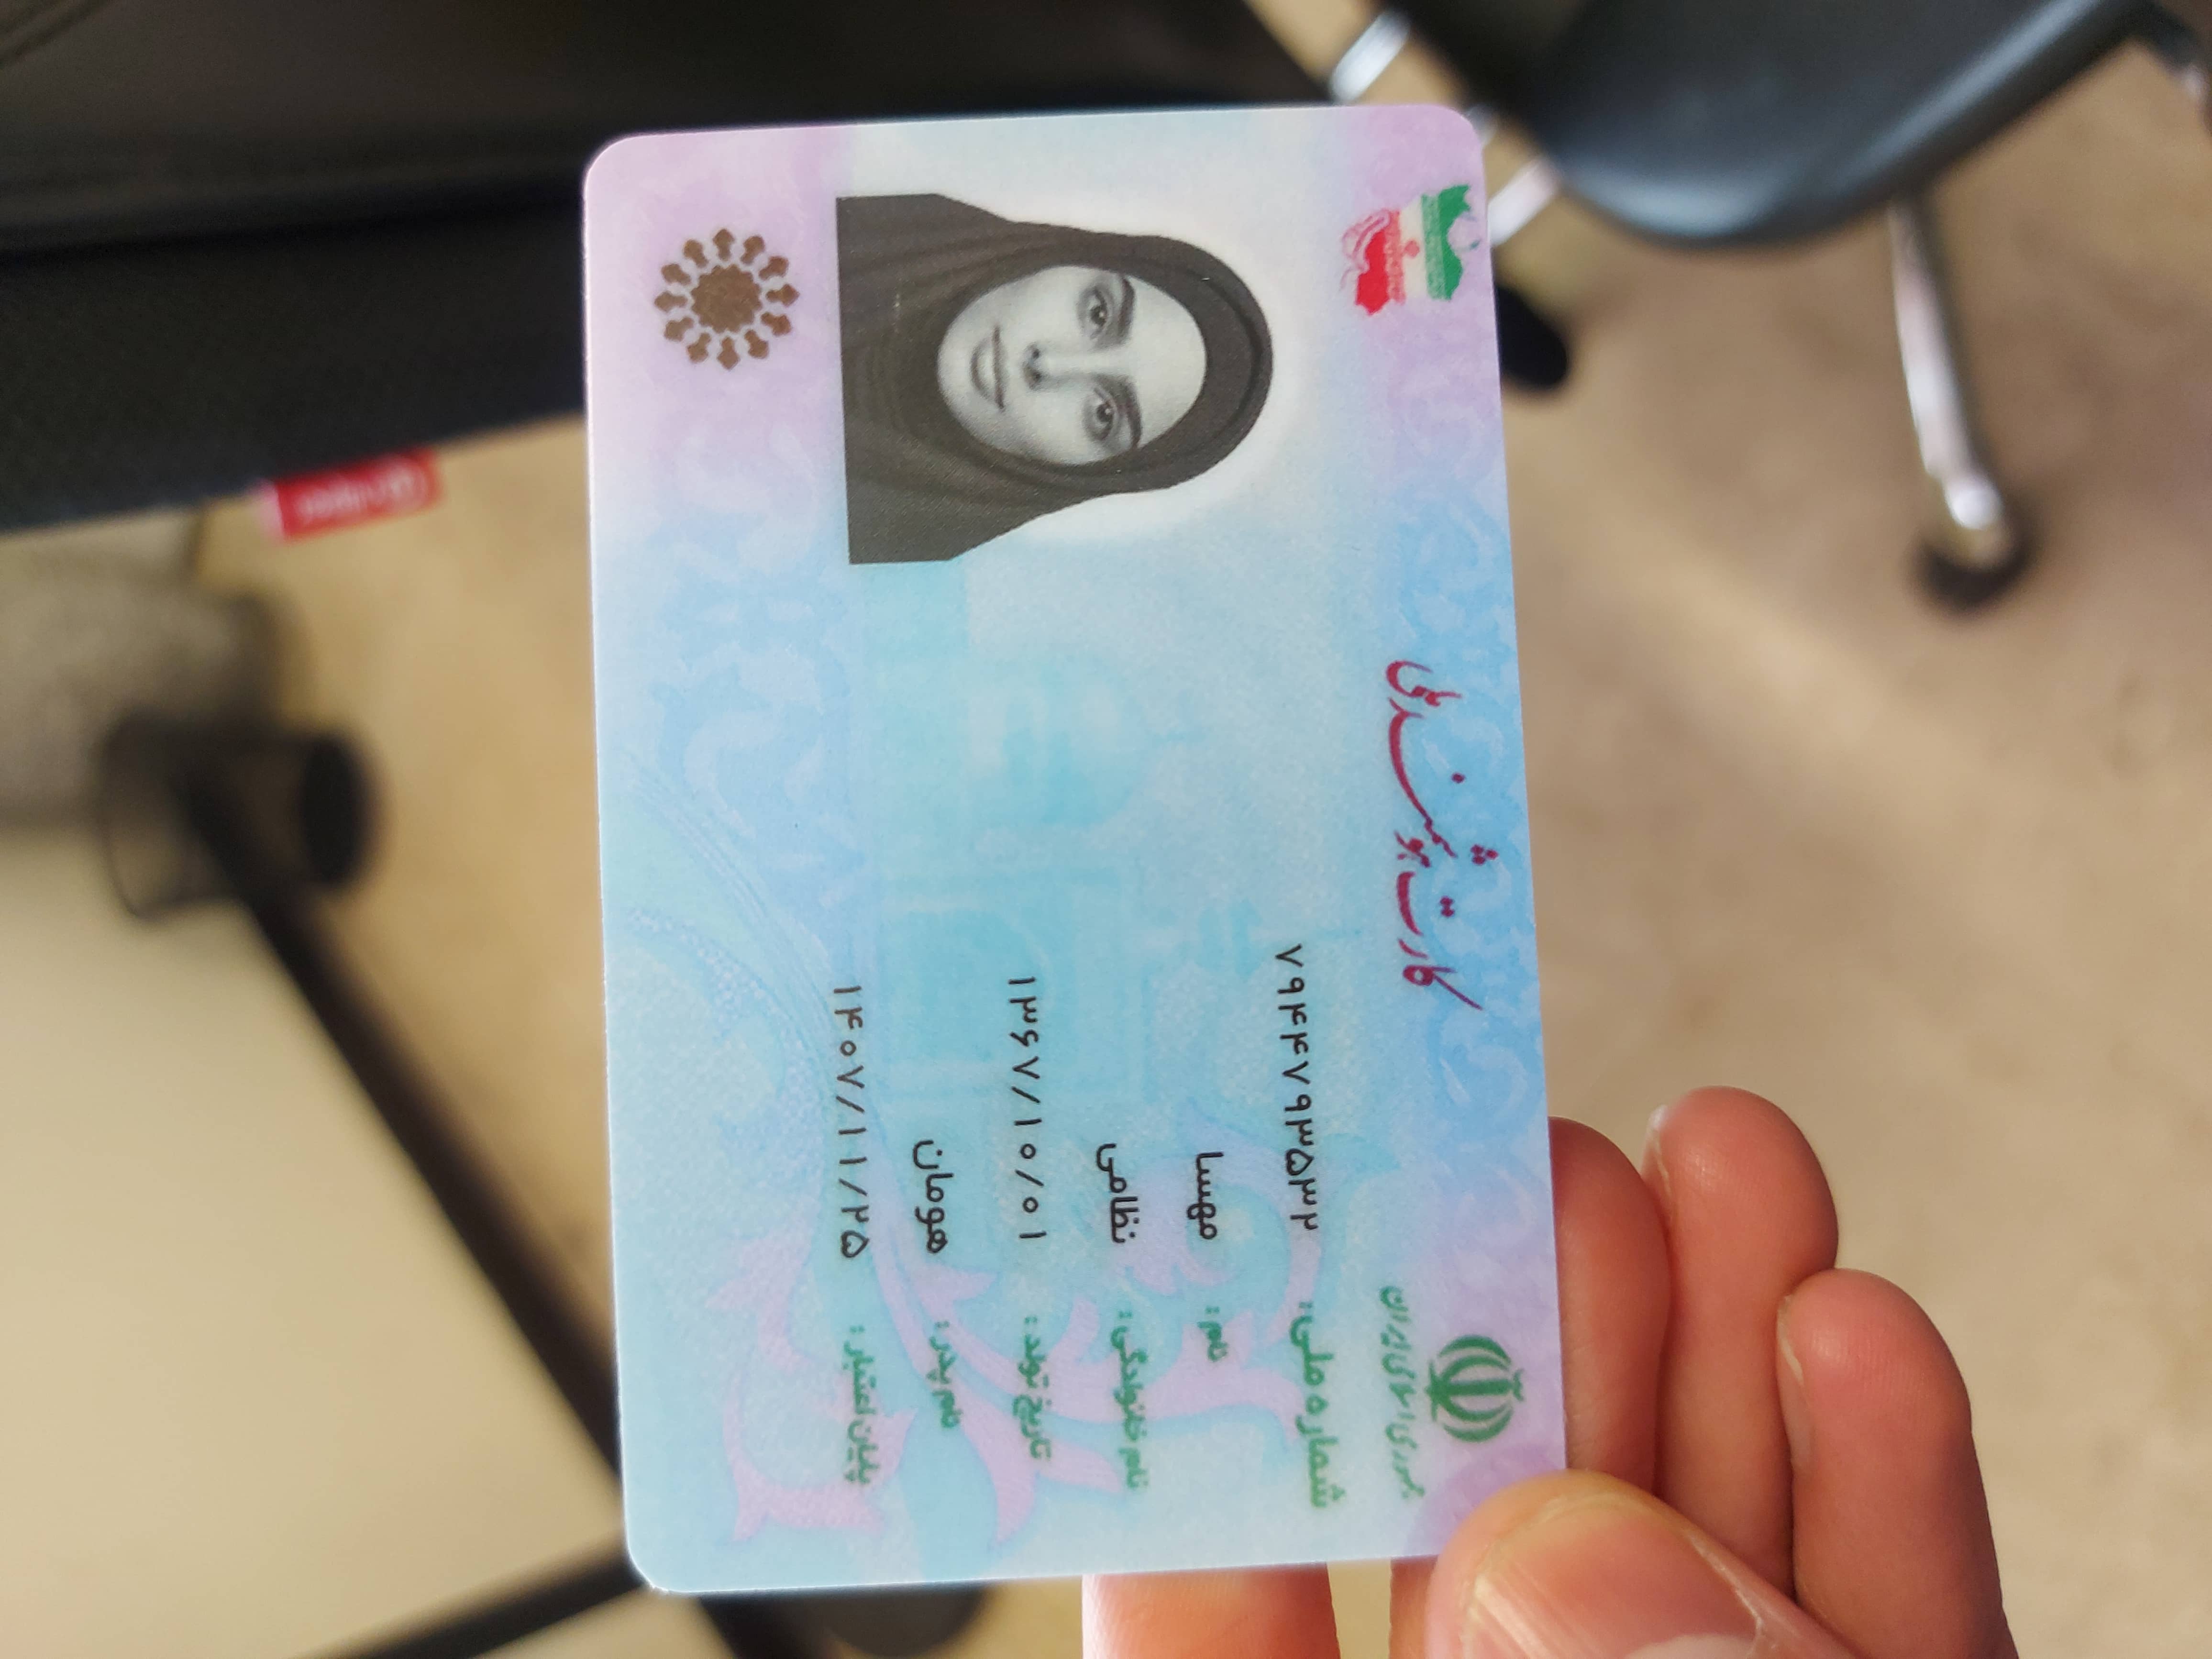 جمهوری اسلامی ایران
کارت هوشمند ملی
شماره ملی: ۷۹۴۴۷۹۳۵۳۲
نام: مهسا
نام خانوادگی: نظامی
تاریخ تولد: ۱۳۶۷/۱۰/۰۱
نام پدر: هومان
پایان اعتبار: ۱۴۰۷/۱۱/۲۵